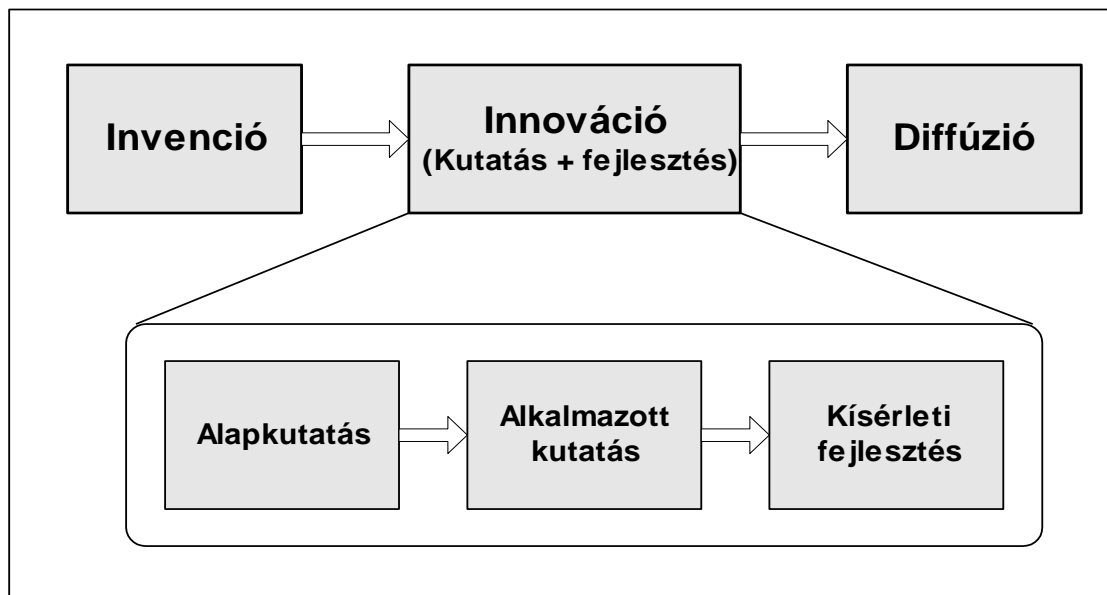 Invenció
Innováció
(Kutatás + fejlesztés)
Diffúzió
Alapkutatás
Alkalmazott
kutatás
Kísérleti
fejlesztés